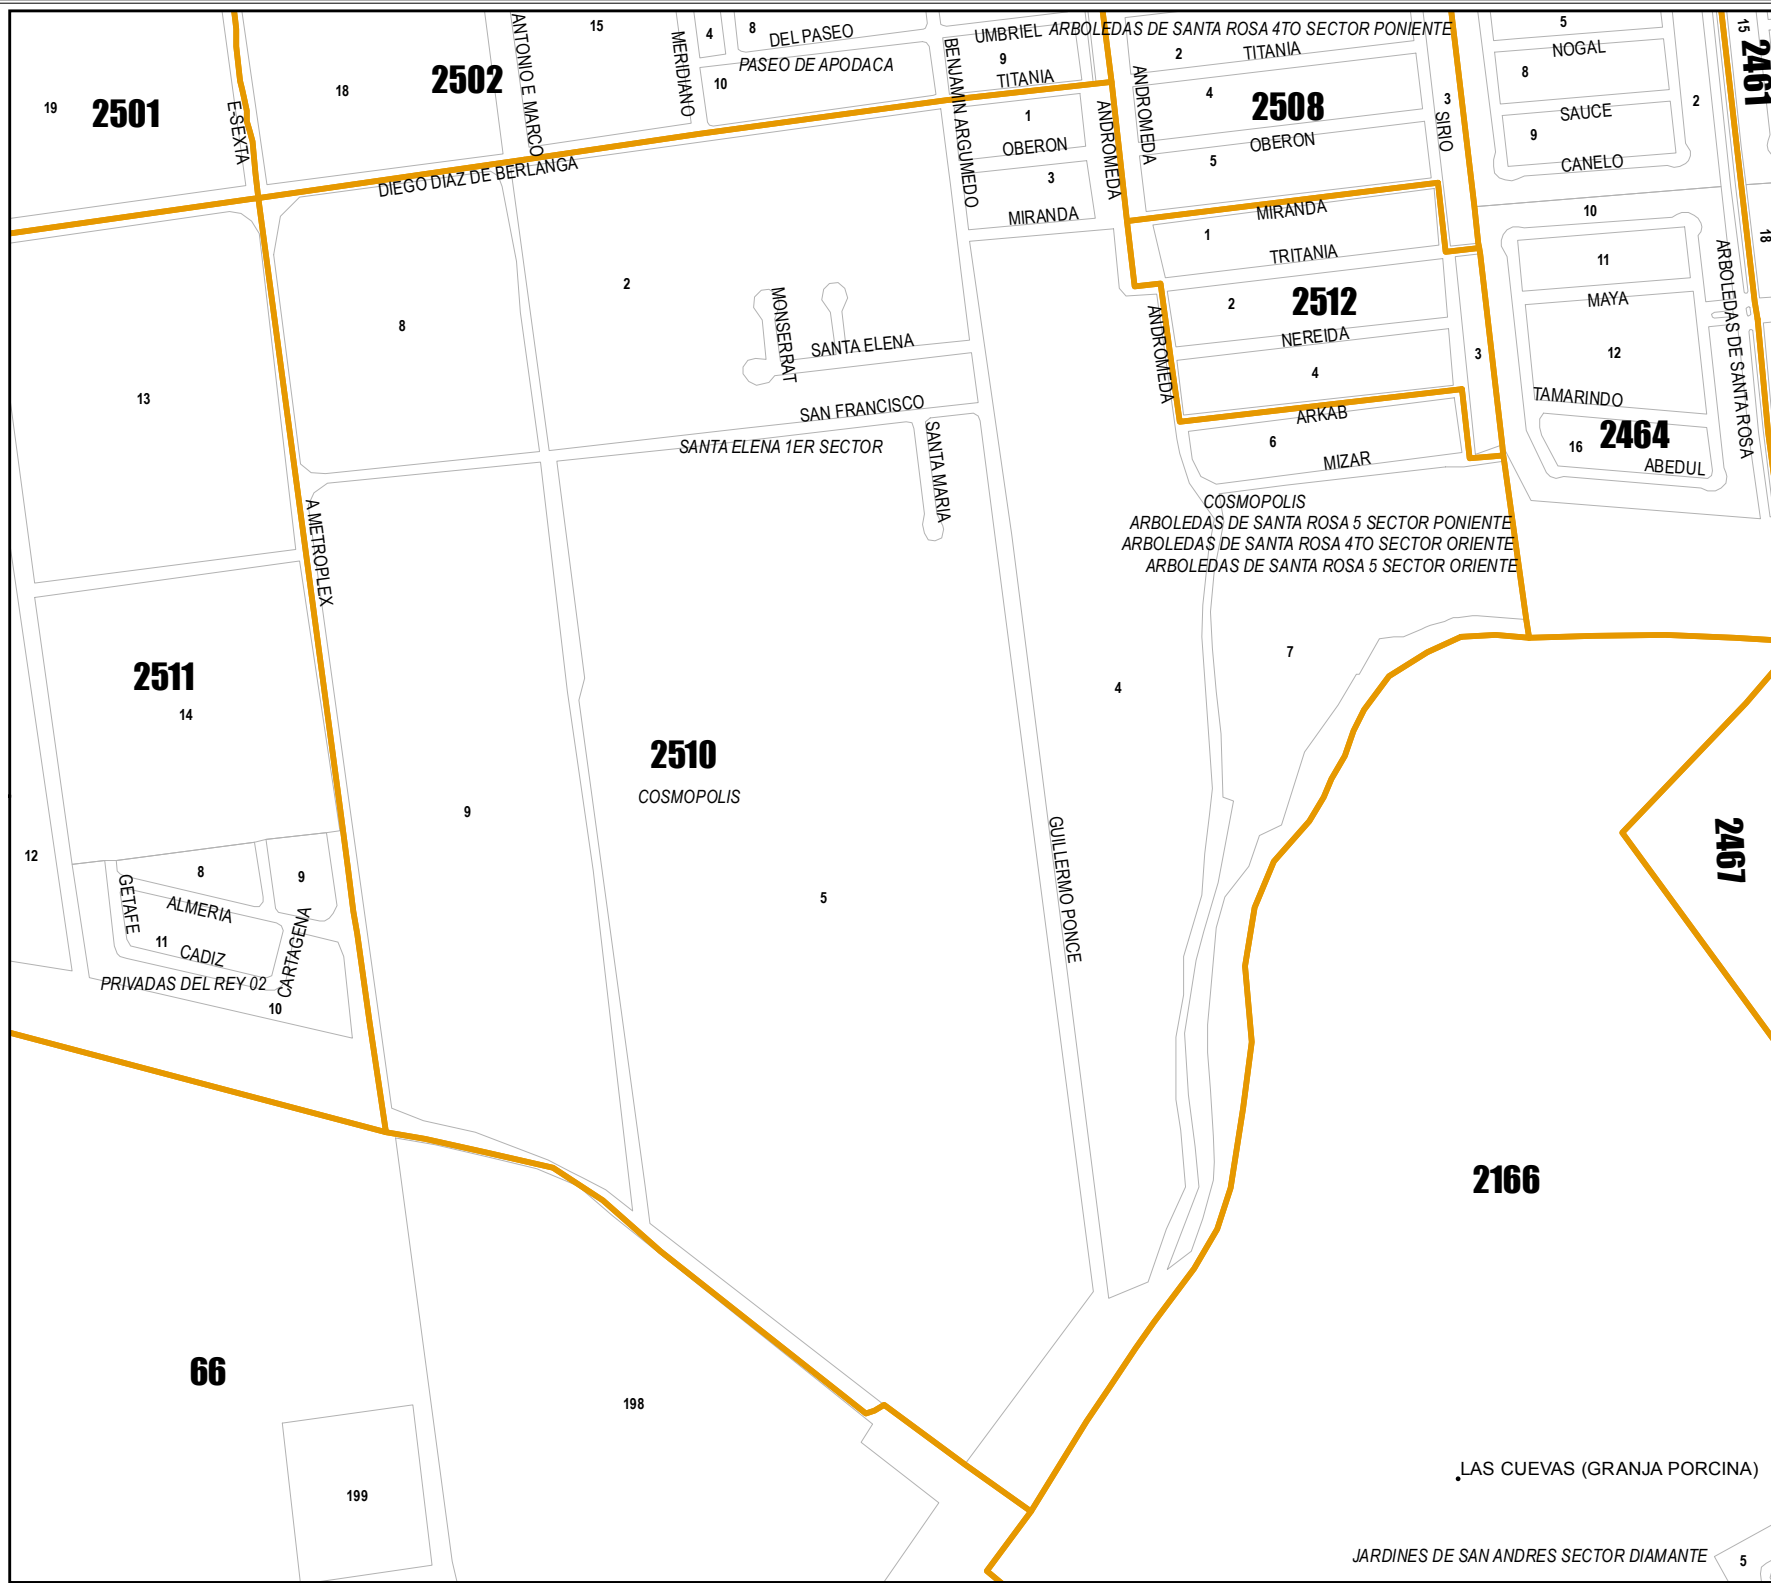 15
4
8
DEL PASEO
UMBRIEL
ARBOLEDAS DE SANTA ROSA 4TO SECTOR PONIENTE
5
15
2461
ANTONIO E. MARCO
MERIDIANO
BENJAMIN ARGUMEDO
9
2
TITANIA
NOGAL
PASEO DE APODACA
2502
18
10
TITANIA
ANDROMEDA
4
2508
3
8
2
19
2501
E-SEXTA
1
ANDROMEDA
SIRIO
SAUCE
9
OBERON
OBERON
5
CANELO
DIEGO DIAZ DE BERLANGA
3
MIRANDA
MIRANDA
10
1
18
TRITANIA
11
ARBOLEDAS DE SANTA ROSA
2
MONSERRAT
2
2512
MAYA
8
ANDROMEDA
NEREIDA
SANTA ELENA
3
12
4
13
SAN FRANCISCO
ARKAB
TAMARINDO
SANTA ELENA 1ER SECTOR
SANTA MARIA
6
16
2464
MIZAR
ABEDUL
A.METROPLEX
COSMOPOLIS
ARBOLEDAS DE SANTA ROSA 5 SECTOR PONIENTE
ARBOLEDAS DE SANTA ROSA 4TO SECTOR ORIENTE
ARBOLEDAS DE SANTA ROSA 5 SECTOR ORIENTE
7
2511
4
14
2510
COSMOPOLIS
9
GUILLERMO PONCE
2467
12
8
9
5
GETAFE
ALMERIA
11
CADIZ
CARTAGENA
PRIVADAS DEL REY 02
10
2166
66
198
LAS CUEVAS (GRANJA PORCINA)
199
JARDINES DE SAN ANDRES SECTOR DIAMANTE
5